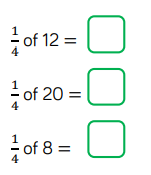 1/4 of 12 =
1/4 of 20 =
1/4 of 8 =